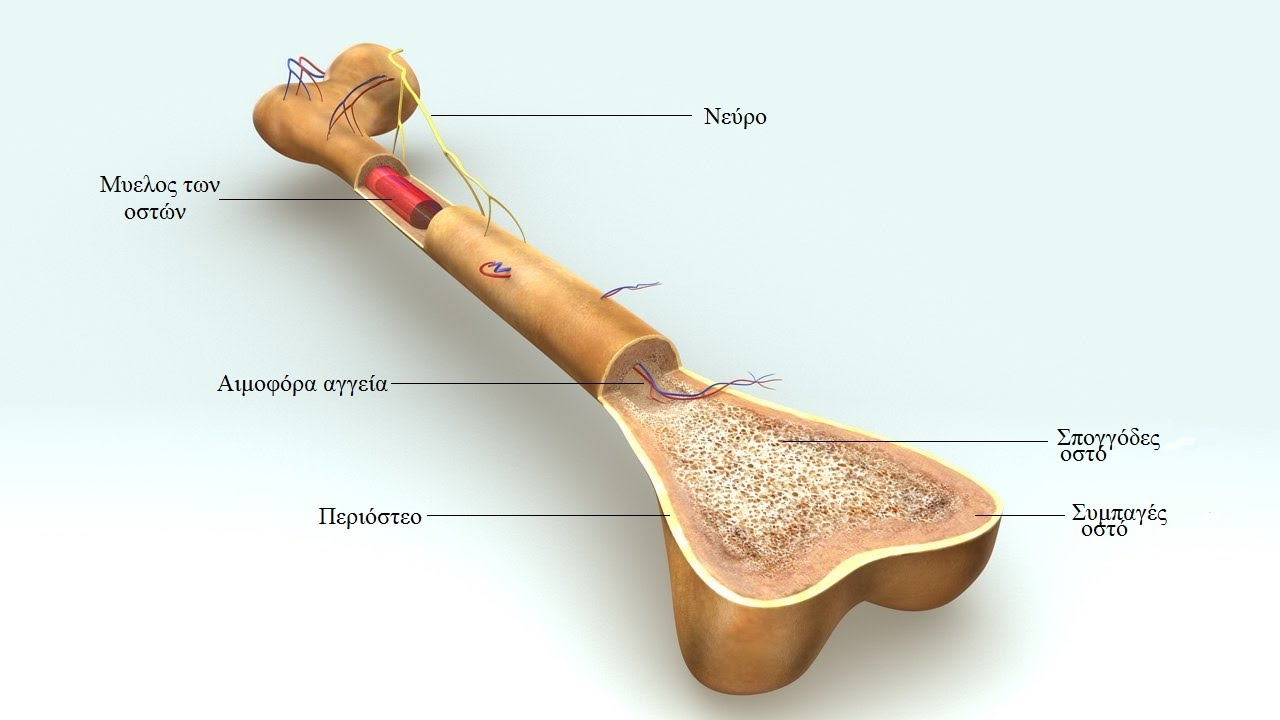 Νεύρο
Μυελος των
οστών
Αιμοφόρα αγγεία
Σπογγόδες
οστό
Περιόστεο
Συμπαγές
οστό